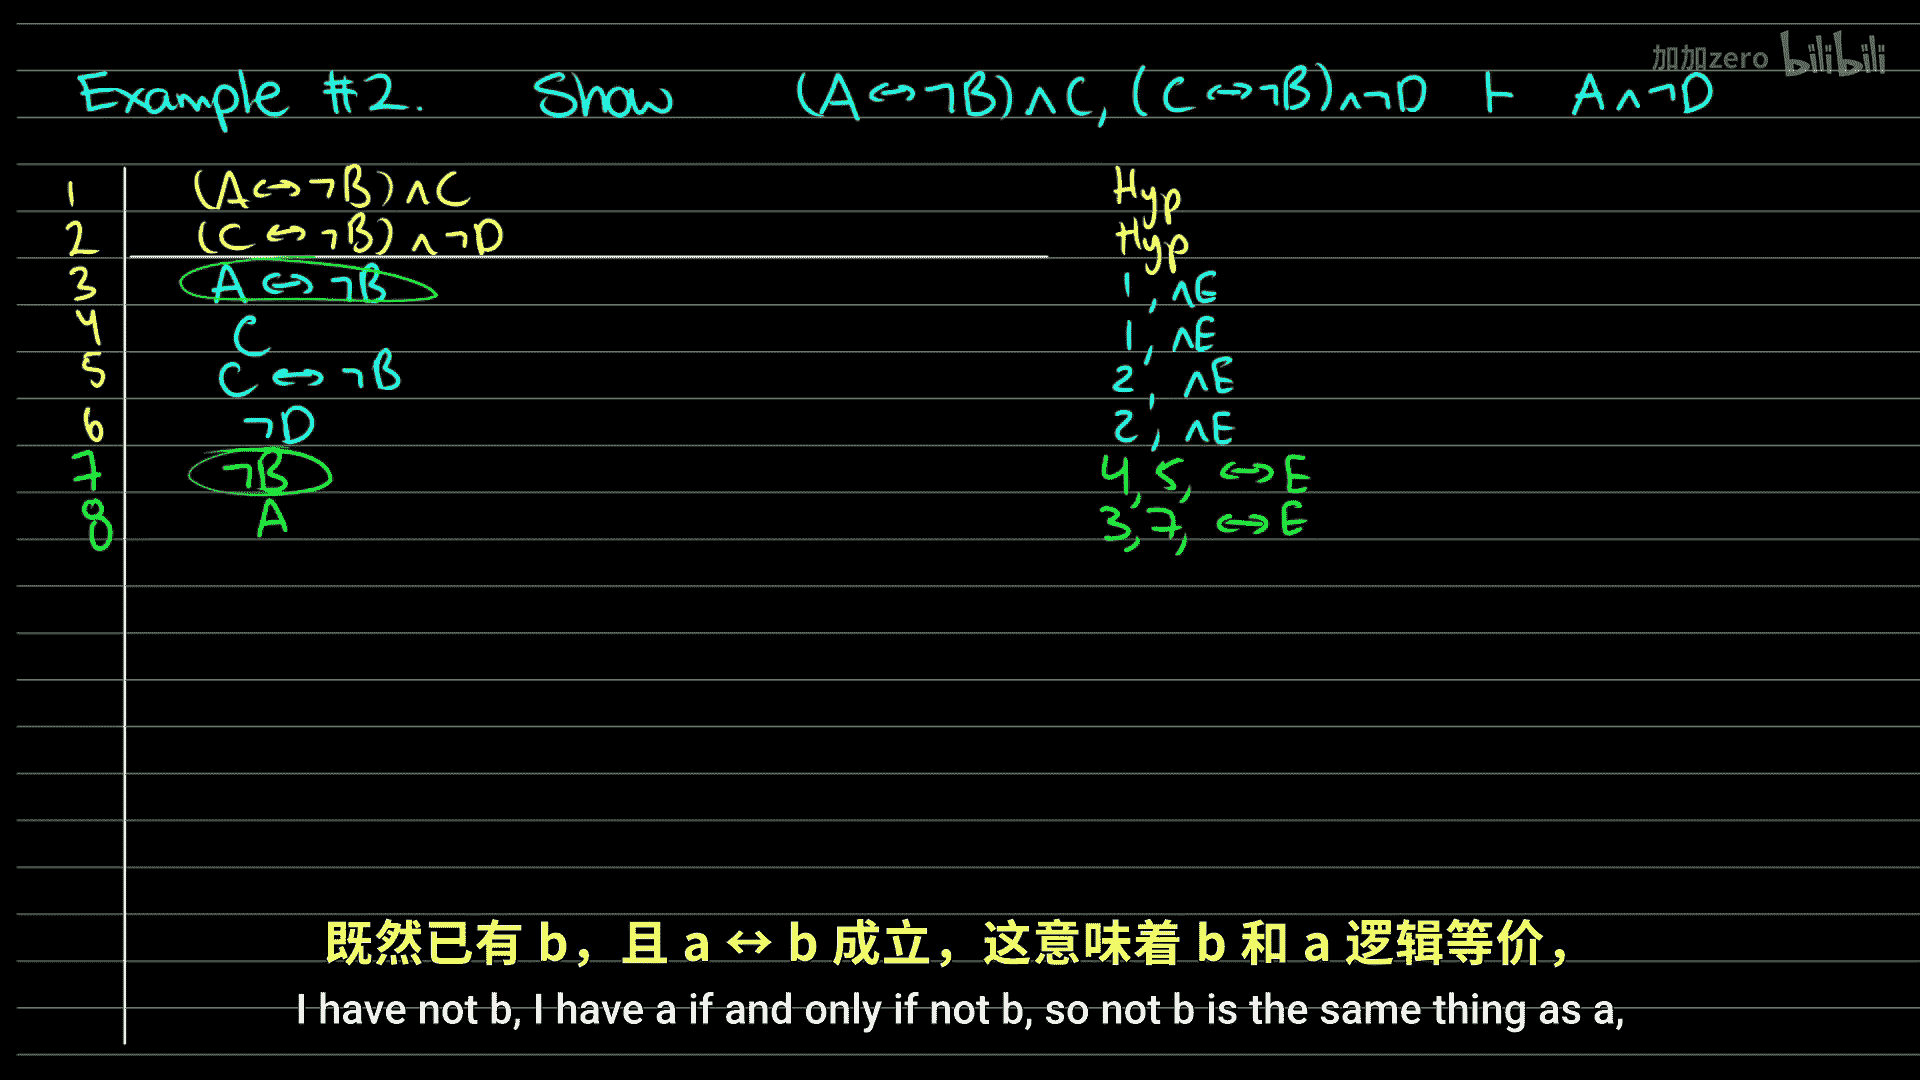 加加zero bilibili
Example #2. Show (A↔¬B)∧C, (C↔¬B)∧¬D ⊢ A∧¬D
1 (A↔¬B)∧C Hyp
2 (C↔¬B)∧¬D Hyp
3 A↔¬B 1, ∧E
4 C 1, ∧E
5 C↔¬B 2, ∧E
6 ¬D 2, ∧E
7 ¬B 4, 5, ↔E
8 A 3, 7, ↔E
既然已有 b，且 a ↔ b 成立，这意味着 b 和 a 逻辑等价，
I have not b, I have a if and only if not b, so not b is the same thing as a,